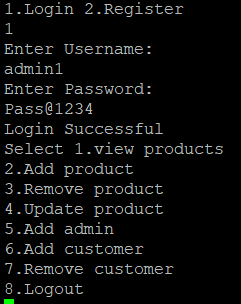 1.Login 2.Register
1
Enter Username:
admin1
Enter Password:
Pass@1234
Login Successful
Select 1.view products
2.Add product
3.Remove product
4.Update product
5.Add admin
6.Add customer
7.Remove customer
8.Logout